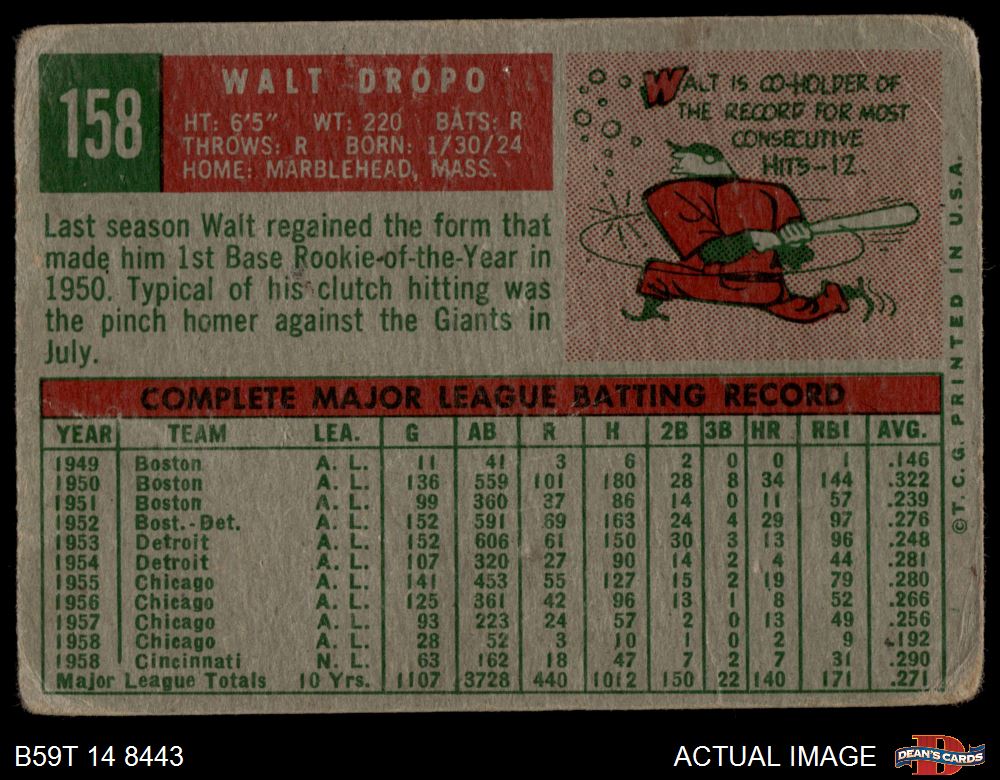 158
WALT DROPO
HT: 6'5" WT: 220 BATS: R
THROWS: R BORN: 1/30/24
HOME: MARBLEHEAD, MASS.
WALT IS CO-HOLDER OF
THE RECORD FOR MOST
CONSECUTIVE
HITS-12.
Last season Walt regained the form that
made him 1st Base Rookie-of-the-Year in
1950. Typical of his clutch hitting was
the pinch homer against the Giants in
July.
COMPLETE MAJOR LEAGUE BATTING RECORD
YEAR TEAM LEA. G AB R H 2B 3B HR RBI AVG.
1949 Boston A. L. 11 41 3 6 2 0 0 1 .146
1950 Boston A. L. 136 559 101 180 28 8 34 144 .322
1951 Boston A. L. 99 360 37 86 14 0 11 57 .239
1952 Bost.-Det. A. L. 152 591 69 163 24 4 29 97 .276
1953 Detroit A. L. 152 606 61 150 30 3 13 96 .248
1954 Detroit A. L. 107 320 27 90 14 2 4 44 .281
1955 Chicago A. L. 141 453 55 127 15 2 19 79 .280
1956 Chicago A. L. 125 361 42 96 13 1 8 52 .266
1957 Chicago A. L. 93 223 24 57 2 0 13 49 .256
1958 Chicago A. L. 28 52 3 10 1 0 2 9 .192
1958 Cincinnati N. L. 63 162 18 47 7 2 7 31 .290
Major League Totals 10 Yrs. 1107 3728 440 1012 150 22 140 171 .271
©T. C. G. PRINTED IN U.S.A.
B59T 14 8443
ACTUAL IMAGE
D
DEAN'S CARDS